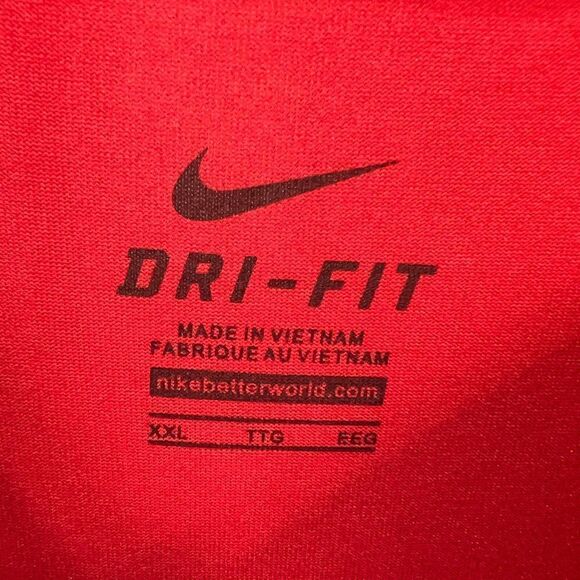 DRI-FIT
MADE IN VIETNAM
FABRIQUE AU VIETNAM
nikebetterworld.com
XXL TTG EEG